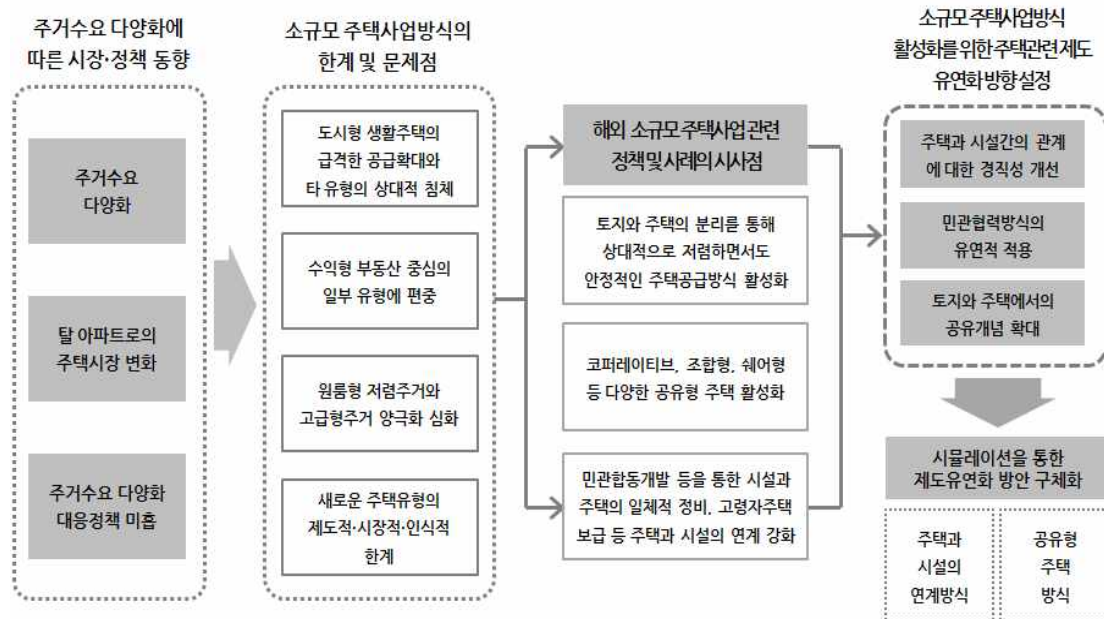 주거수요 다양화에
따른 시장·정책 동향
주거수요
다양화
탈 아파트로의
주택시장 변화
주거수요 다양화
대응정책 미흡
소규모 주택사업방식의
한계 및 문제점
도시형 생활주택의
급격한 공급확대와
타 유형의 상대적 침체
수익형 부동산 중심의
일부 유형에 편중
원룸형 저렴주거와
고급형주거 양극화 심화
새로운 주택유형의
제도적·시장적·인식적
한계
해외 소규모 주택사업 관련
정책 및 사례의 시사점
토지와 주택의 분리를 통해
상대적으로 저렴하면서도
안정적인 주택공급방식 활성화
코퍼레이티브, 조합형, 쉐어형
등 다양한 공유형 주택 활성화
민관합동개발 등을 통한 시설과
주택의 일체적 정비, 고령자주택
보급 등 주택과 시설의 연계 강화
소규모 주택사업방식
활성화를 위한 주택관련 제도
유연화 방향 설정
주택과 시설간의 관계
에 대한 경직성 개선
민관협력방식의
유연적 적용
토지와 주택에서의
공유개념 확대
시뮬레이션을 통한
제도유연화 방안 구체화
주택과
시설의
연계방식
공유형
주택
방식